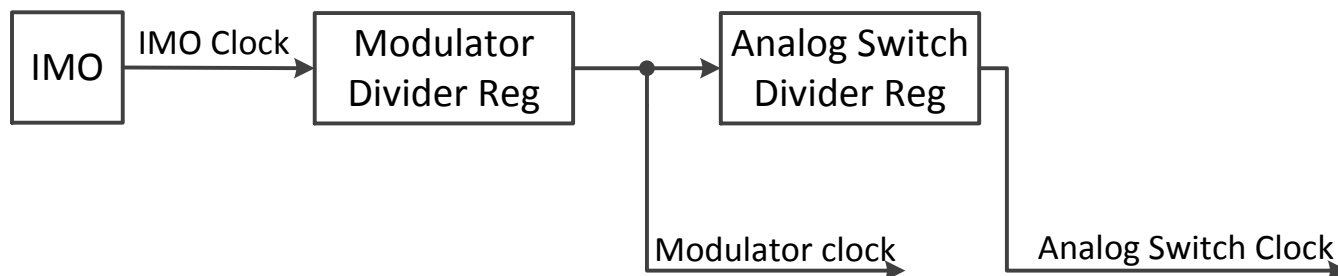 IMO
IMO Clock
Modulator
Divider Reg
Analog Switch
Divider Reg
Modulator clock
Analog Switch Clock